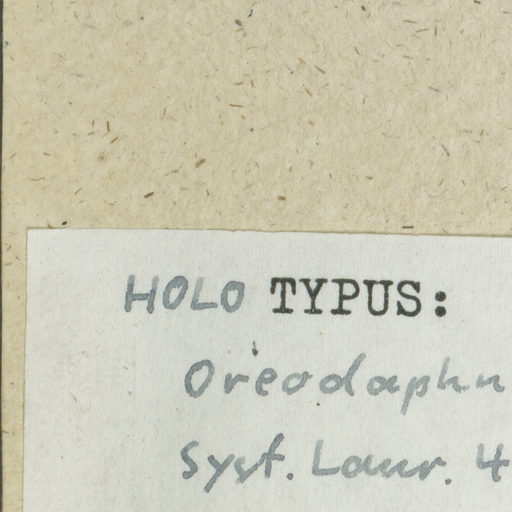 HOLO TYPUS:
Oreodaphn
Syst. Laur. 4